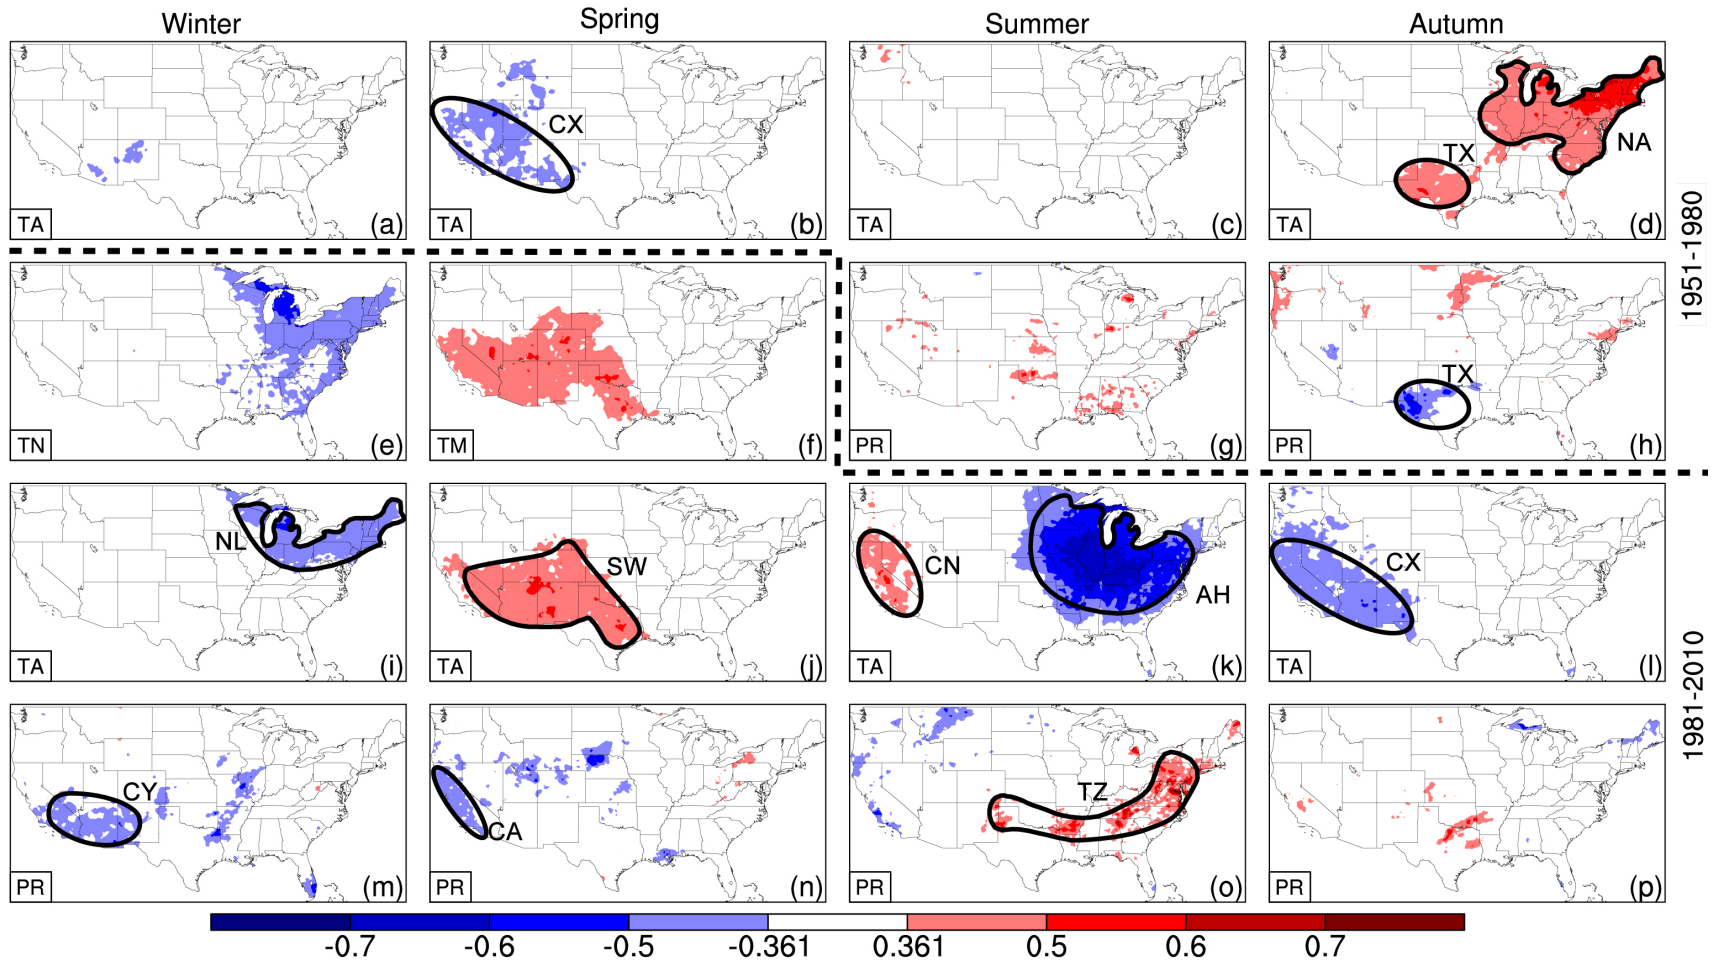 Winter Spring Summer Autumn
TA (a) CX TA (b) TA (c) NA TX TA (d)
1951-1980
TN (e) TM (f) PR (g) TX PR (h)
NL TA (i) SW TA (j) CN AH TA (k) CX TA (l)
1981-2010
CY PR (m) CA PR (n) TZ PR (o) PR (p)
-0.7 -0.6 -0.5 -0.361 0.361 0.5 0.6 0.7